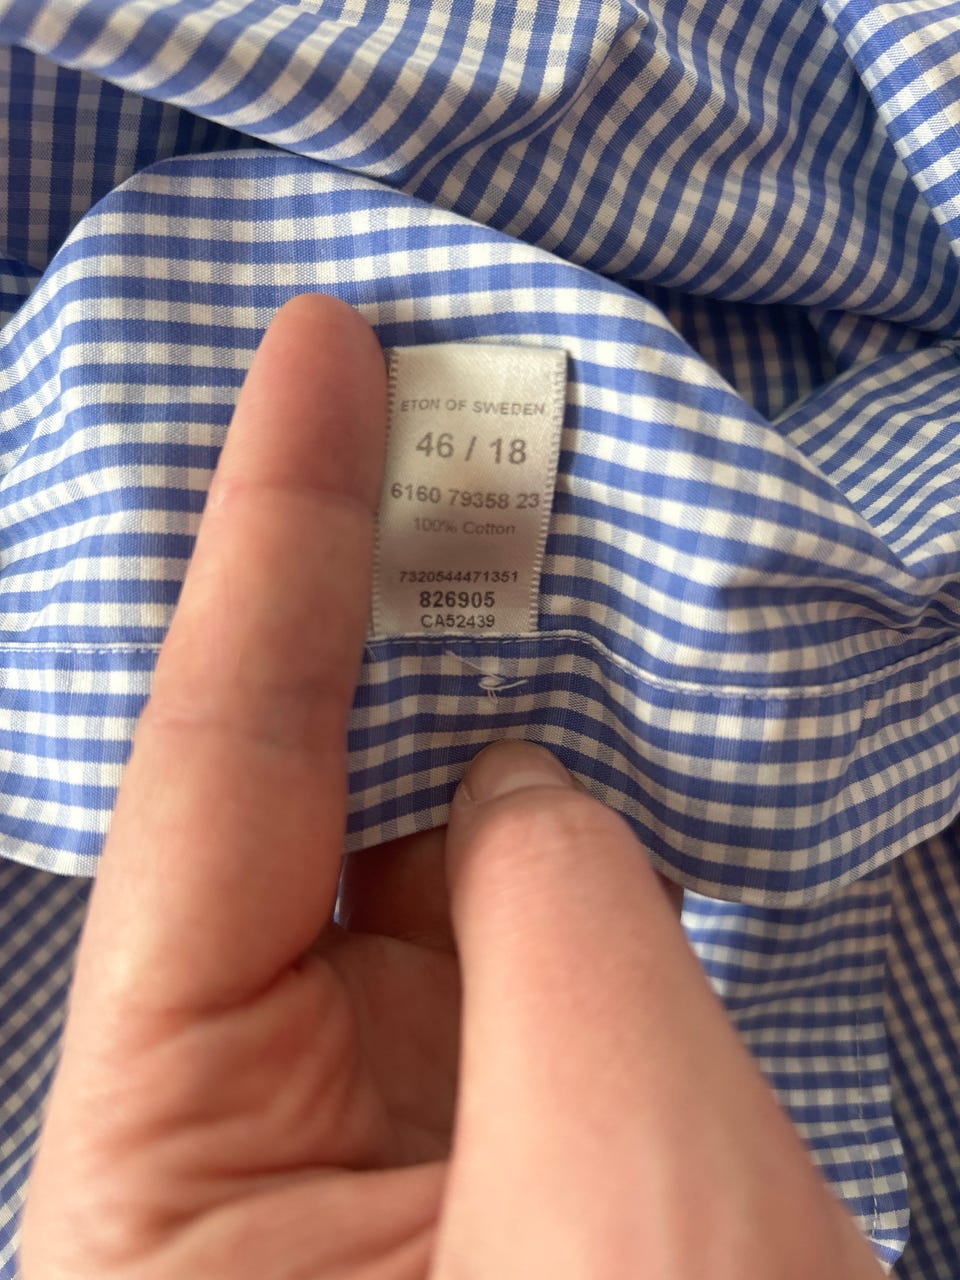 ETON OF SWEDEN
46 / 18
6160 79358 23
100% Cotton
7320544471351
826905
CA52439